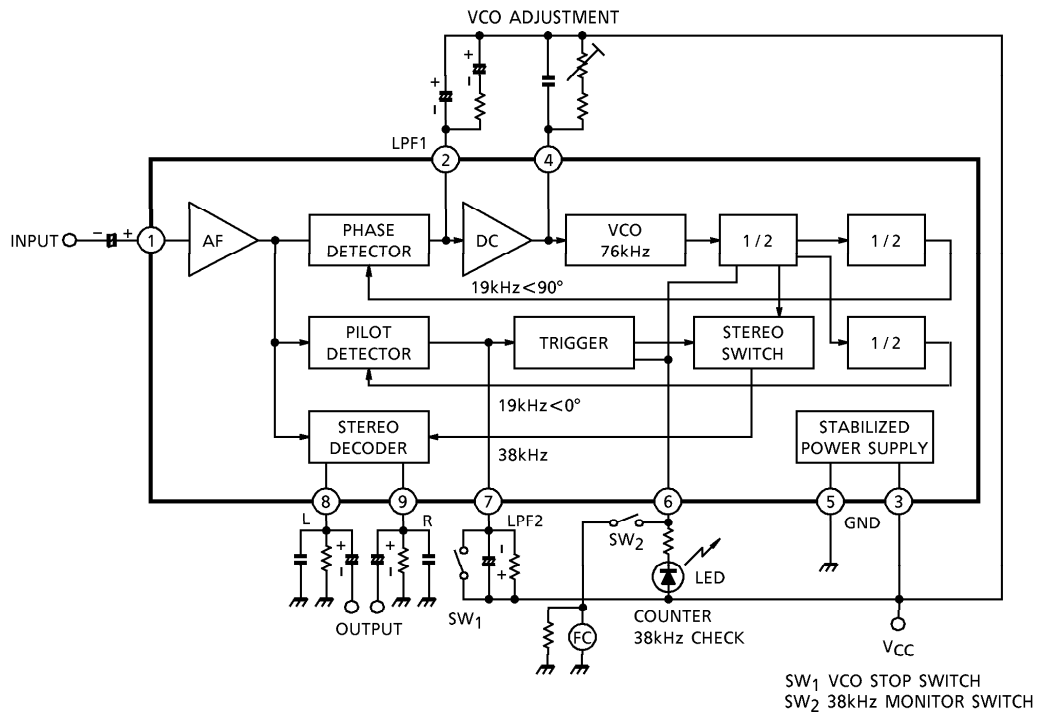 VCO ADJUSTMENT
+
−
+
−
LPF1
2
4
INPUT
−
+
1
AF
PHASE
DETECTOR
DC
VCO
76kHz
1/2
1/2
19kHz<90°
PILOT
DETECTOR
TRIGGER
STEREO
SWITCH
1/2
19kHz<0°
STEREO
DECODER
38kHz
STABILIZED
POWER SUPPLY
8
9
7
6
5
3
L
R
LPF2
SW2
GND
+
−
+
−
−
+
LED
OUTPUT
SW1
FC
COUNTER
38kHz CHECK
VCC
SW1 VCO STOP SWITCH
SW2 38kHz MONITOR SWITCH